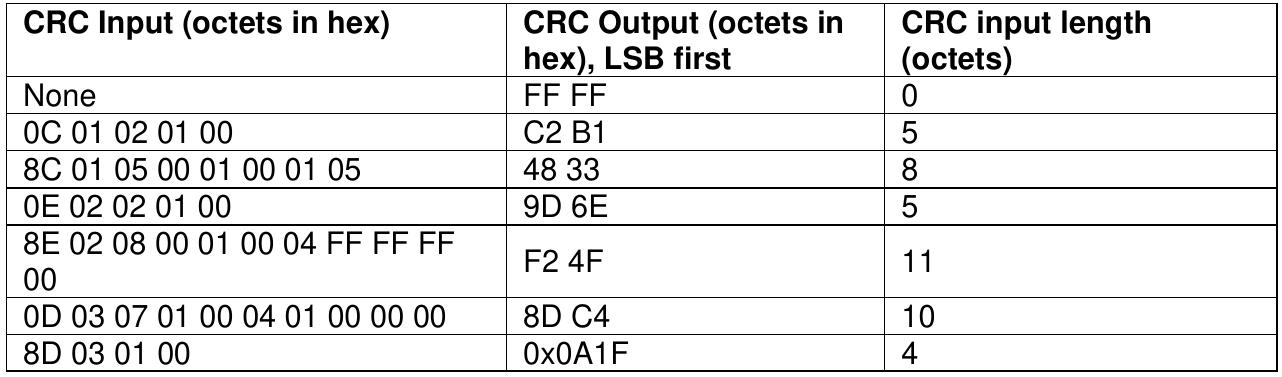 CRC Input (octets in hex) CRC Output (octets in hex), LSB first CRC input length (octets)
None FF FF 0
0C 01 02 01 00 C2 B1 5
8C 01 05 00 01 00 01 05 48 33 8
0E 02 02 01 00 9D 6E 5
8E 02 08 00 01 00 04 FF FF FF 00 F2 4F 11
0D 03 07 01 00 04 01 00 00 00 8D C4 10
8D 03 01 00 0x0A1F 4